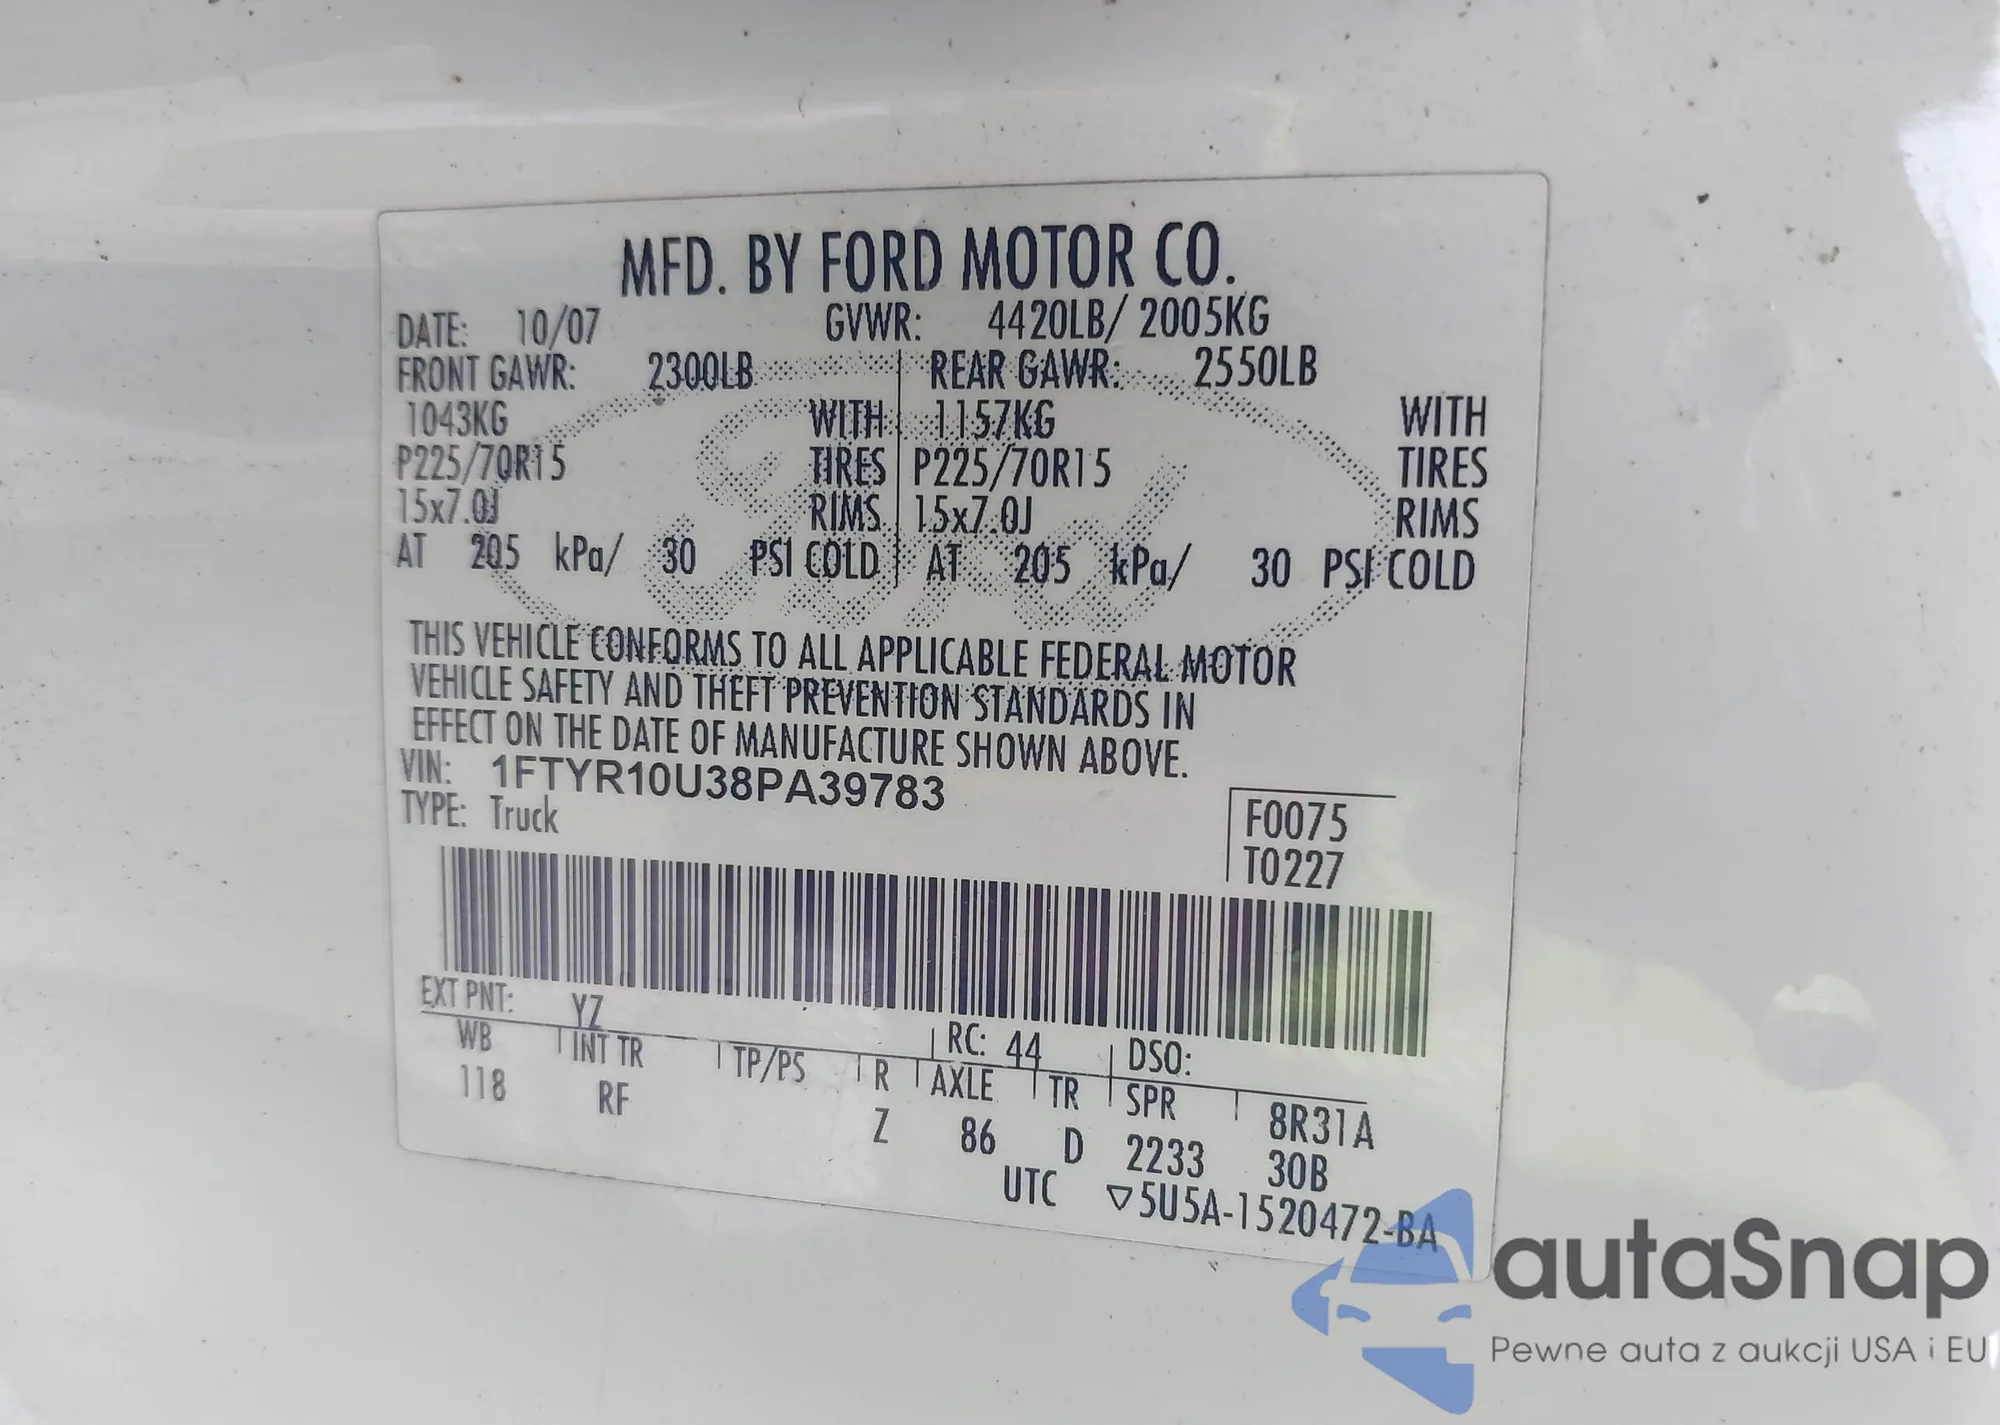 MFD. BY FORD MOTOR CO.
DATE: 10/07 GVWR: 4420LB/ 2005KG
FRONT GAWR: 2300LB REAR GAWR: 2550LB
1043KG WITH 1157KG WITH
P225/70R15 TIRES P225/70R15 TIRES
15x7.0J RIMS 15x7.0J RIMS
AT 205 kPa/ 30 PSI COLD AT 205 kPa/ 30 PSI COLD
THIS VEHICLE CONFORMS TO ALL APPLICABLE FEDERAL MOTOR
VEHICLE SAFETY AND THEFT PREVENTION STANDARDS IN
EFFECT ON THE DATE OF MANUFACTURE SHOWN ABOVE.
VIN: 1FTYR10U38PA39783
TYPE: Truck
F0075
T0227
EXT PNT: YZ RC: 44 DSO:
WB INT TR TP/PS R AXLE TR SPR 8R31A
118 RF Z 86 D 2233 30B
UTC ▽5U5A-1520472-BA
Ford
autaSnap
Pewne auta z aukcji USA i EU